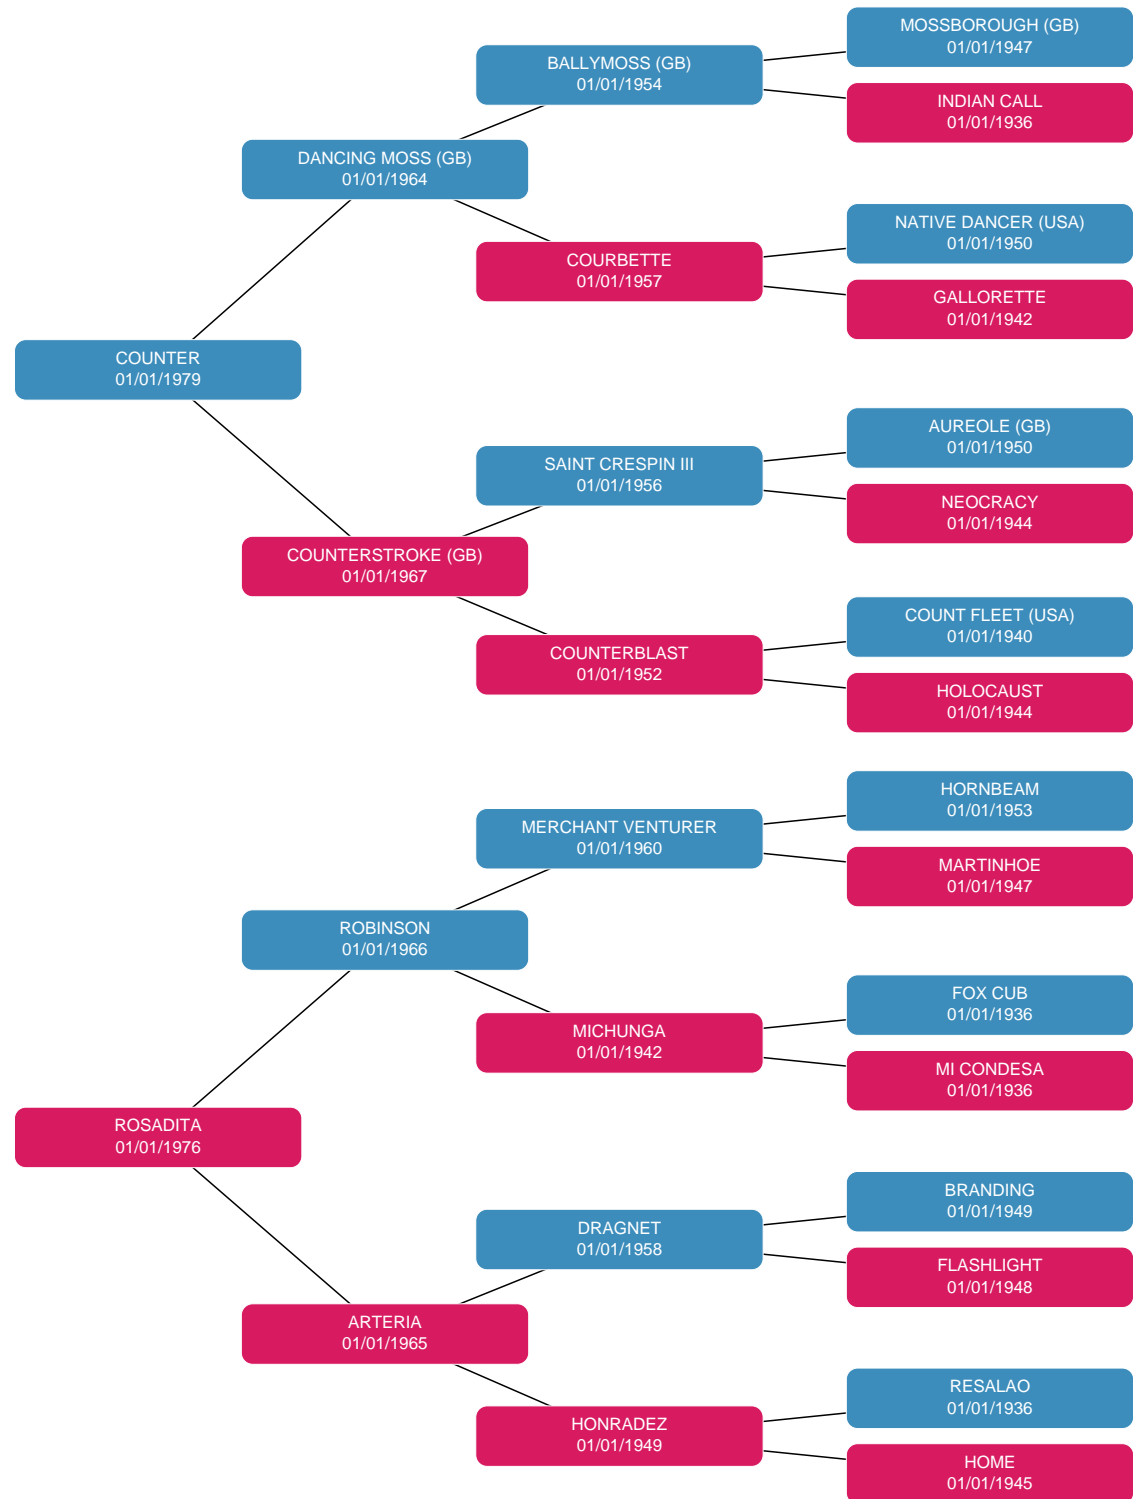 MOSSBOROUGH (GB)
01/01/1947
BALLYMOSS (GB)
01/01/1954
INDIAN CALL
01/01/1936
DANCING MOSS (GB)
01/01/1964
NATIVE DANCER (USA)
01/01/1950
COURBETTE
01/01/1957
GALLORETTE
01/01/1942
COUNTER
01/01/1979
AUREOLE (GB)
01/01/1950
SAINT CRESPIN III
01/01/1956
NEOCRACY
01/01/1944
COUNTERSTROKE (GB)
01/01/1967
COUNT FLEET (USA)
01/01/1940
COUNTERBLAST
01/01/1952
HOLOCAUST
01/01/1944
HORNBEAM
01/01/1953
MERCHANT VENTURER
01/01/1960
MARTINHOE
01/01/1947
ROBINSON
01/01/1966
FOX CUB
01/01/1936
MICHUNGA
01/01/1942
MI CONDESA
01/01/1936
ROSADITA
01/01/1976
BRANDING
01/01/1949
DRAGNET
01/01/1958
FLASHLIGHT
01/01/1948
ARTERIA
01/01/1965
RESALAO
01/01/1936
HONRADEZ
01/01/1949
HOME
01/01/1945